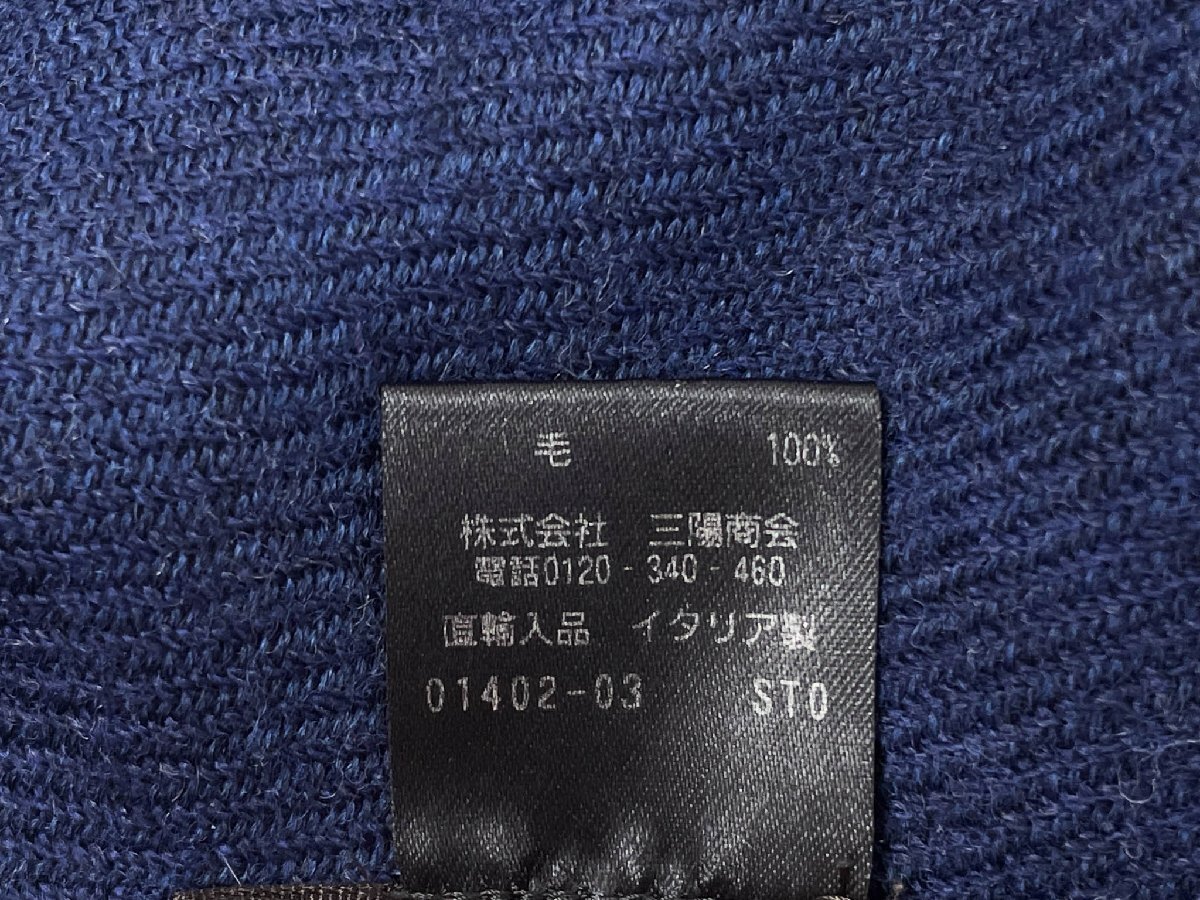 毛 100%
株式会社 三陽商会
電話0120-340-460
直輸入品 イタリア製
01402-03 ST0